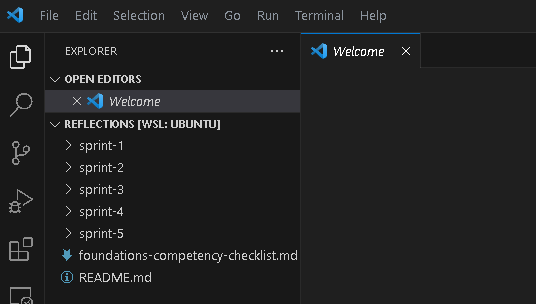 File Edit Selection View Go Run Terminal Help
EXPLORER ···
Welcome
OPEN EDITORS
Welcome
REFLECTIONS [WSL: UBUNTU]
sprint-1
sprint-2
sprint-3
sprint-4
sprint-5
foundations-competency-checklist.md
README.md